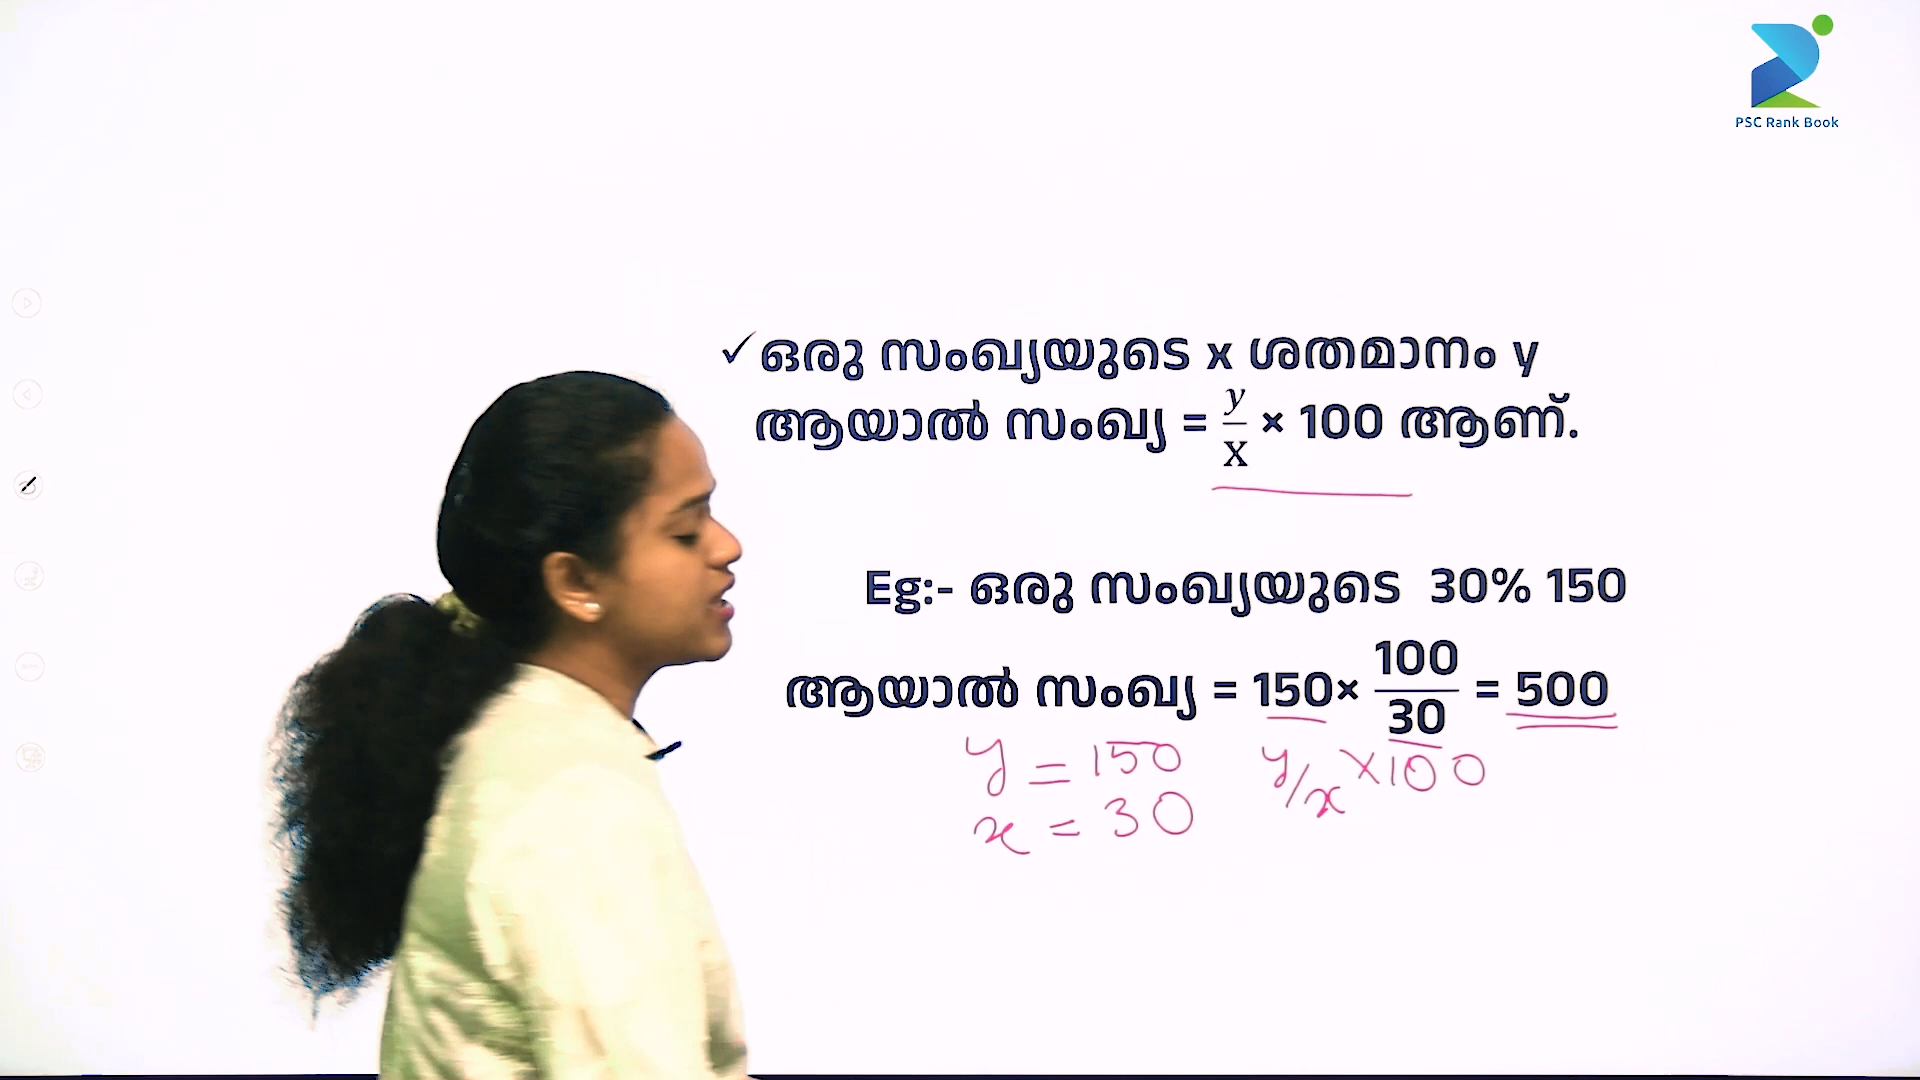 PSC Rank Book
✓ ഒരു സംഖ്യയുടെ x ശതമാനം y
ആയാൽ സംഖ്യ = y/x × 100 ആണ്.
Eg:- ഒരു സംഖ്യയുടെ 30% 150
ആയാൽ സംഖ്യ = 150× 100/30 = 500
y = 150 y/x ×100
x = 30